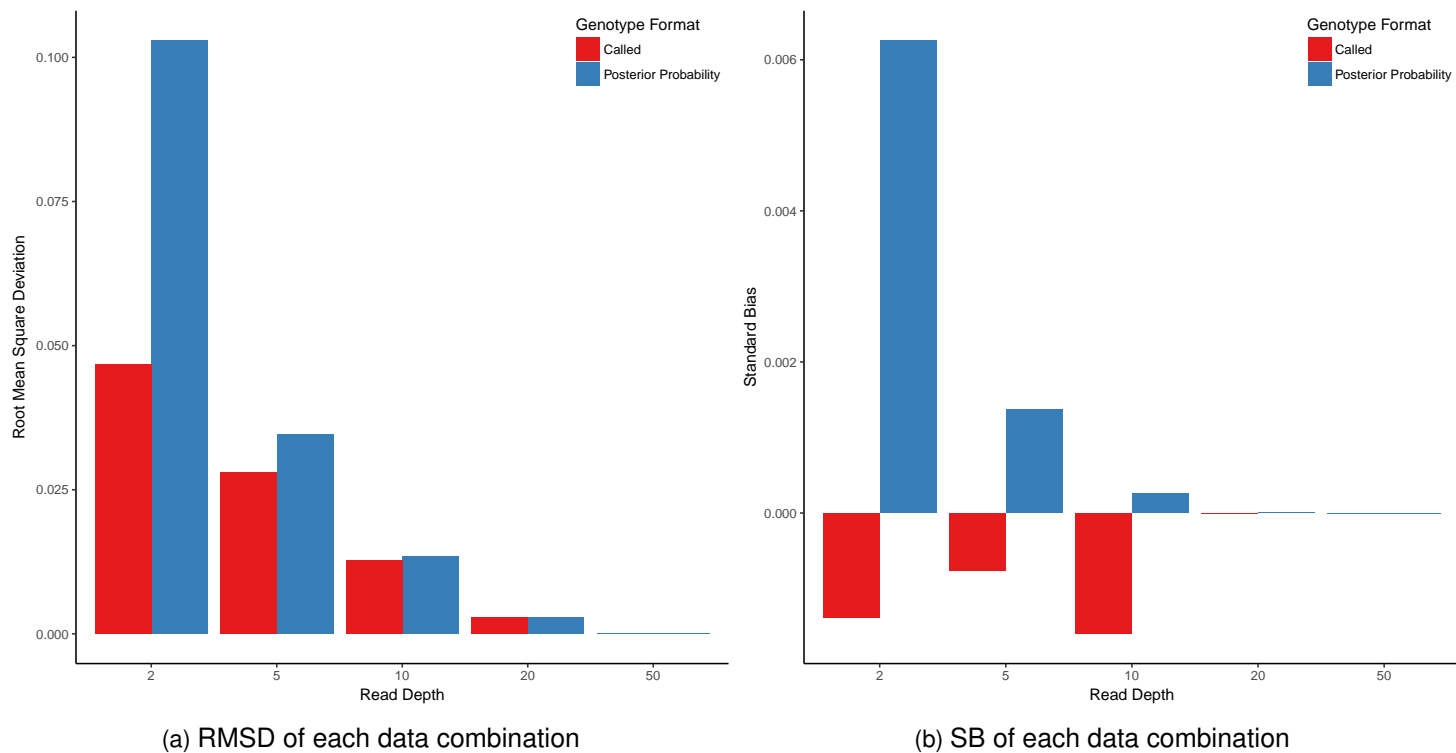 Genotype Format
Called
Posterior Probability
0.100
0.075
0.050
0.025
0.000
Root Mean Square Deviation
2 5 10 20 50
Read Depth
(a) RMSD of each data combination
Genotype Format
Called
Posterior Probability
0.006
0.004
0.002
0.000
Standard Bias
2 5 10 20 50
Read Depth
(b) SB of each data combination